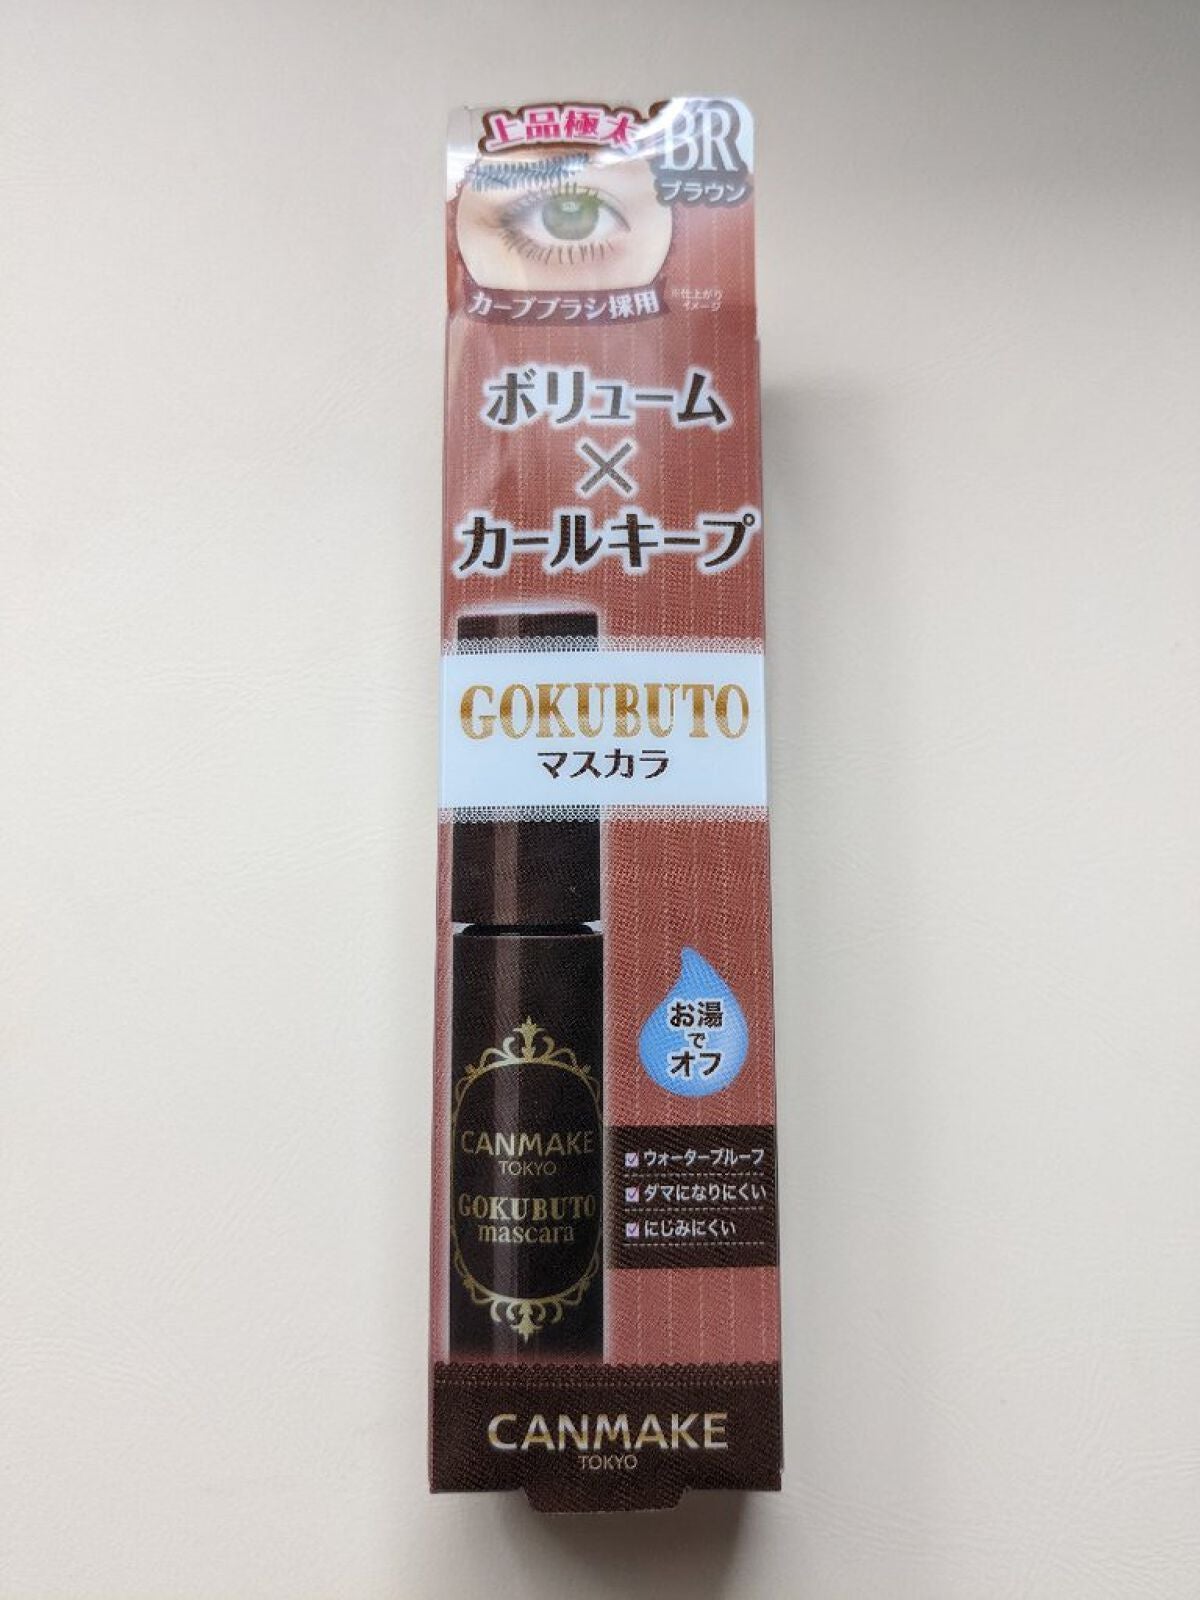 上品極太
BR
ブラウン
カーブブラシ採用
※仕上がり
イメージ
ボリューム
×
カールキープ
GOKUBUTO
マスカラ
お湯
で
オフ
CANMAKE
TOKYO
GOKUBUTO
mascara
ウォータープルーフ
ダマになりにくい
にじみにくい
CANMAKE
TOKYO